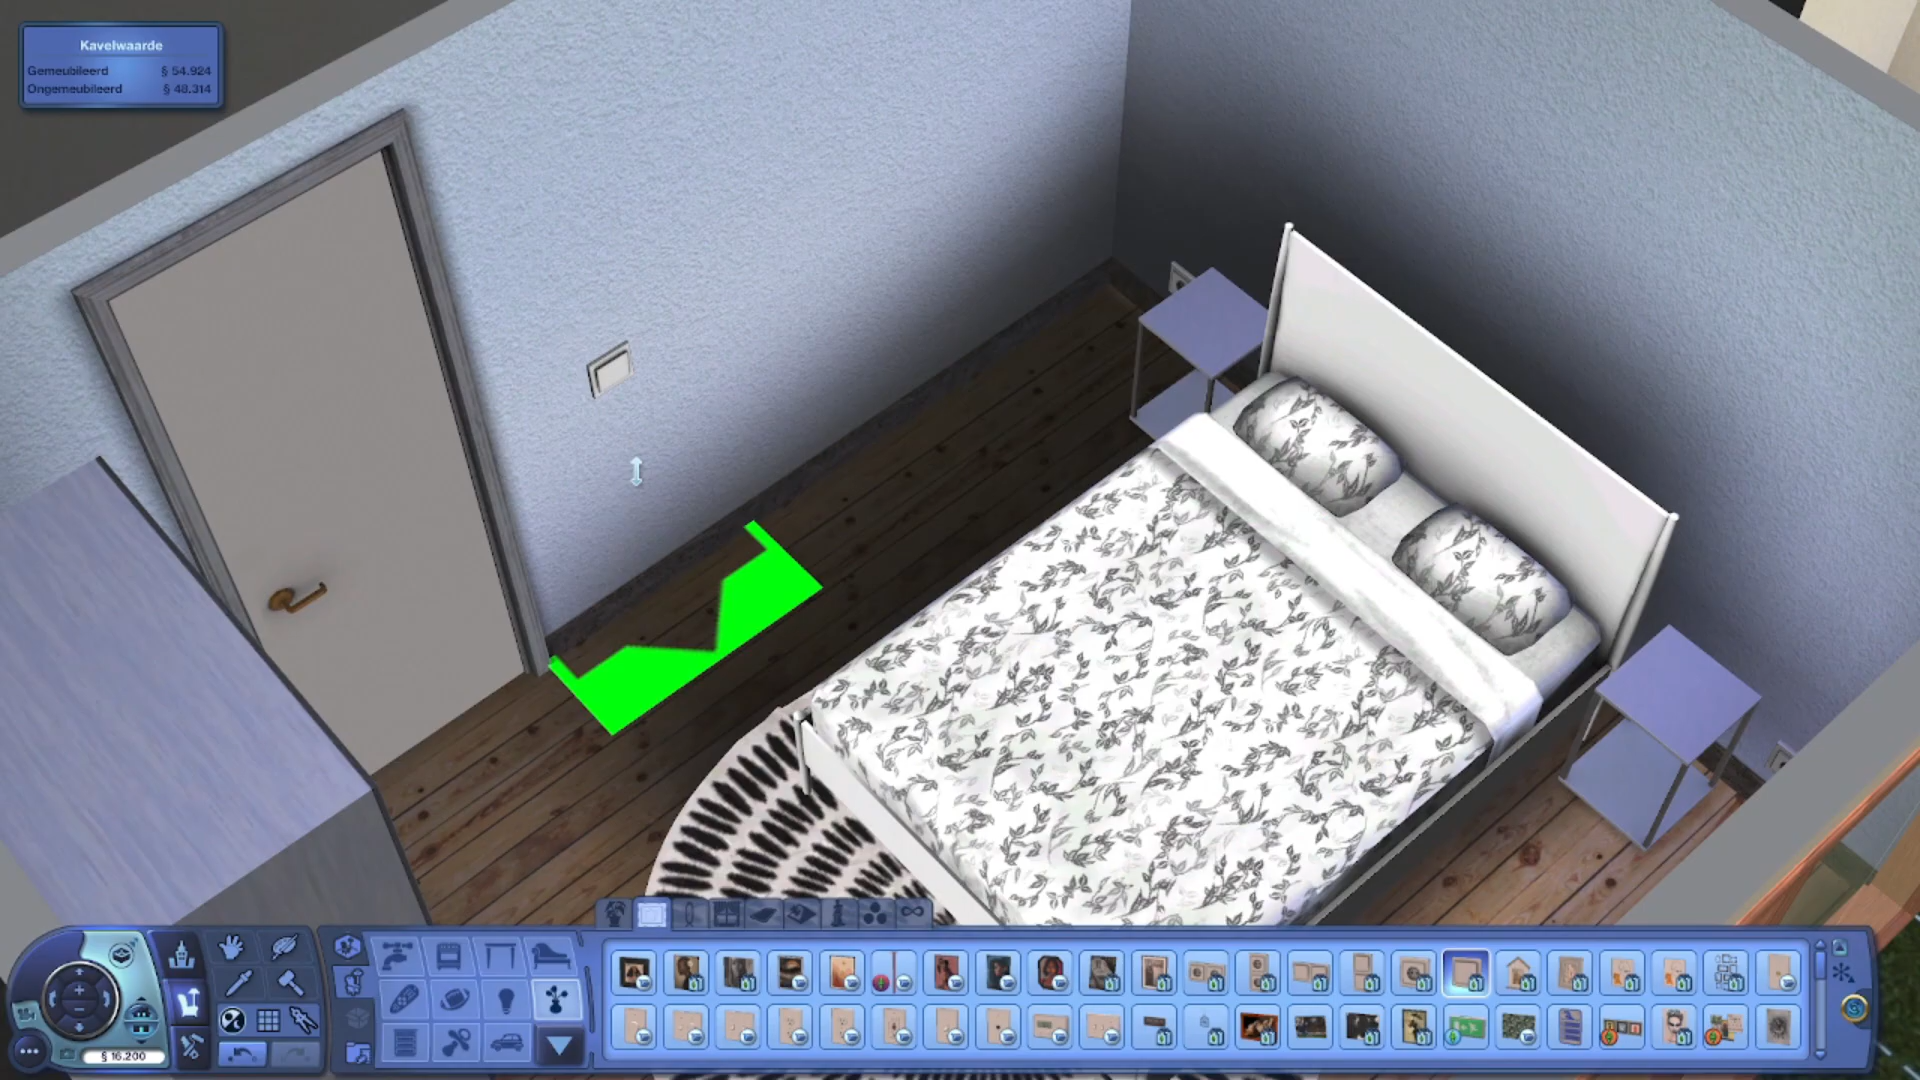 Kavelwaarde
Gemeubileerd § 54.924
Ongemeubileerd § 48.314
§ 16.200